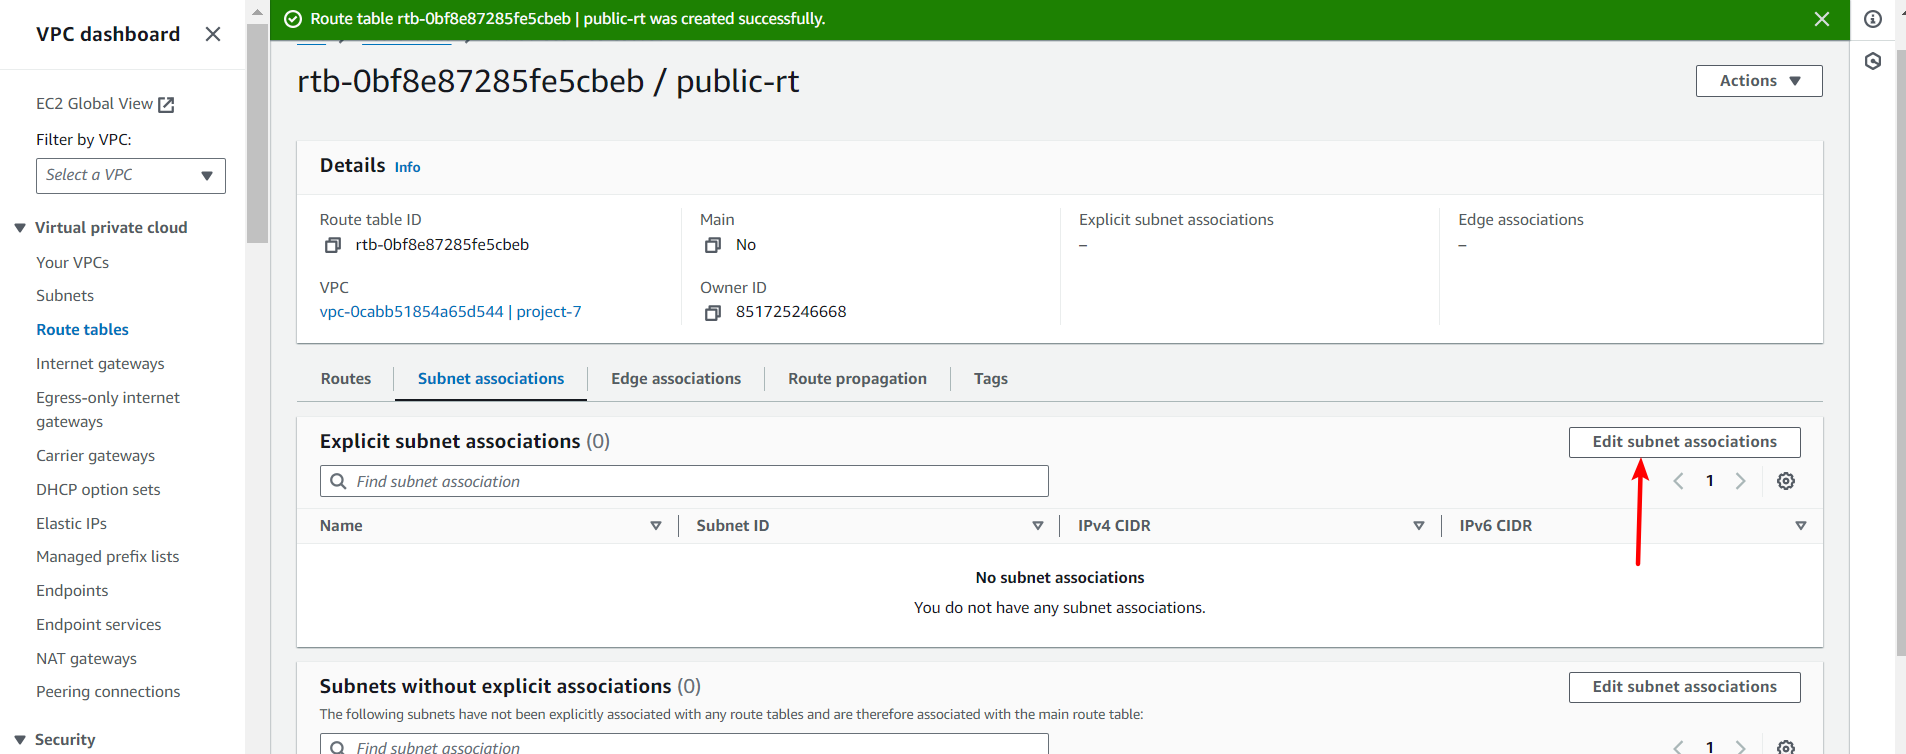 Route table rtb-0bf8e87285fe5cbeb | public-rt was created successfully.
VPC dashboard
EC2 Global View
Filter by VPC:
Select a VPC
Virtual private cloud
Your VPCs
Subnets
Route tables
Internet gateways
Egress-only internet
gateways
Carrier gateways
DHCP option sets
Elastic IPs
Managed prefix lists
Endpoints
Endpoint services
NAT gateways
Peering connections
Security
rtb-0bf8e87285fe5cbeb / public-rt
Actions
Details Info
Route table ID
rtb-0bf8e87285fe5cbeb
Main
No
Explicit subnet associations
–
Edge associations
–
VPC
vpc-0cabb51854a65d544 | project-7
Owner ID
851725246668
Routes
Subnet associations
Edge associations
Route propagation
Tags
Explicit subnet associations (0)
Edit subnet associations
Find subnet association
1
Name
Subnet ID
IPv4 CIDR
IPv6 CIDR
No subnet associations
You do not have any subnet associations.
Subnets without explicit associations (0)
Edit subnet associations
The following subnets have not been explicitly associated with any route tables and are therefore associated with the main route table:
Find subnet association
1